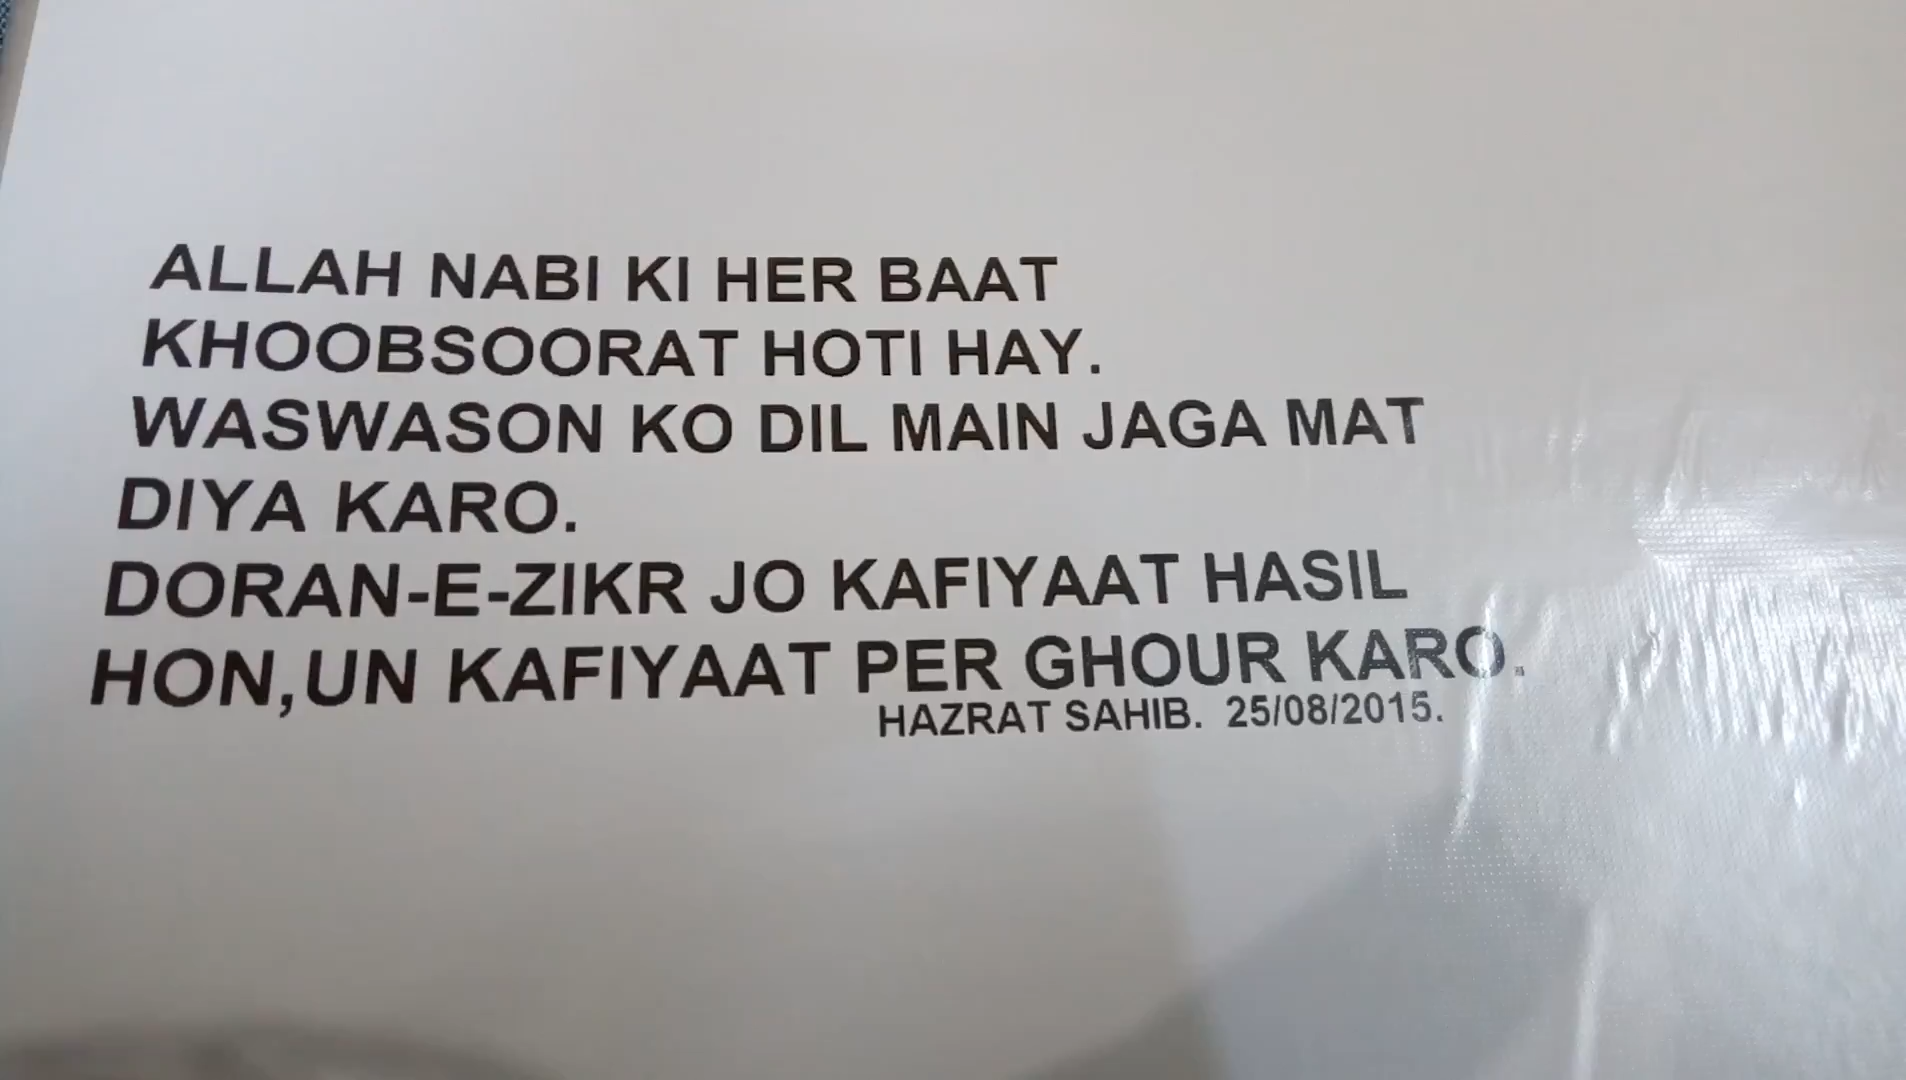 ALLAH NABI KI HER BAAT
KHOOBSOORAT HOTI HAY.
WASWASON KO DIL MAIN JAGA MAT
DIYA KARO.
DORAN-E-ZIKR JO KAFIYAAT HASIL
HON,UN KAFIYAAT PER GHOUR KARO.
HAZRAT SAHIB. 25/08/2015.